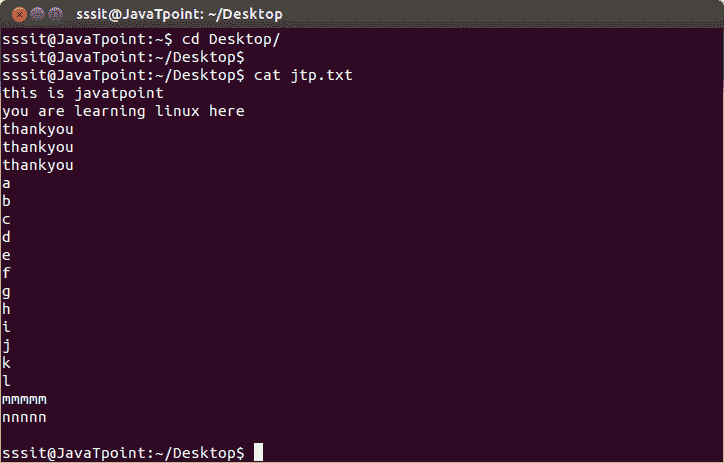 sssit@JavaTpoint: ~/Desktop
sssit@JavaTpoint:~$ cd Desktop/
sssit@JavaTpoint:~/Desktop$
sssit@JavaTpoint:~/Desktop$ cat jtp.txt
this is javatpoint
you are learning linux here
thankyou
thankyou
thankyou
a
b
c
d
e
f
g
h
i
j
k
l
mmmmm
nnnnn
sssit@JavaTpoint:~/Desktop$